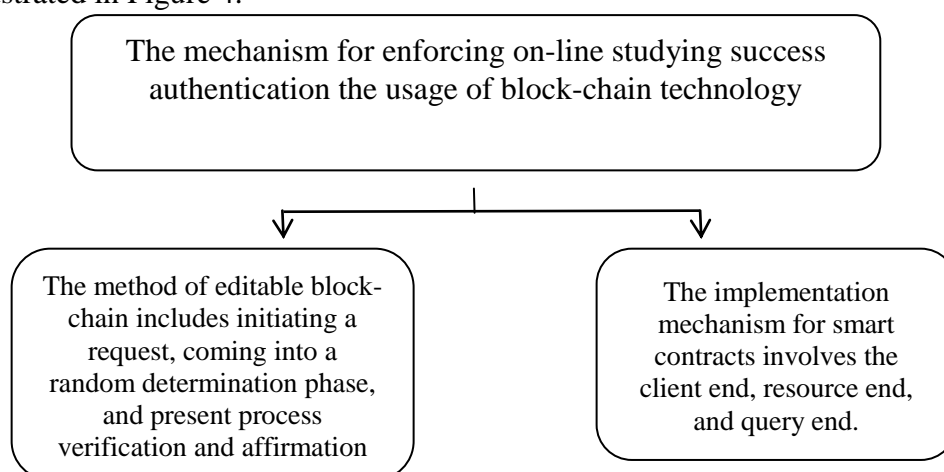 strated in Figure 4.
The mechanism for enforcing on-line studying success
authentication the usage of block-chain technology
The method of editable block-
chain includes initiating a
request, coming into a
random determination phase,
and present process
verification and affirmation
The implementation
mechanism for smart
contracts involves the
client end, resource end,
and query end.